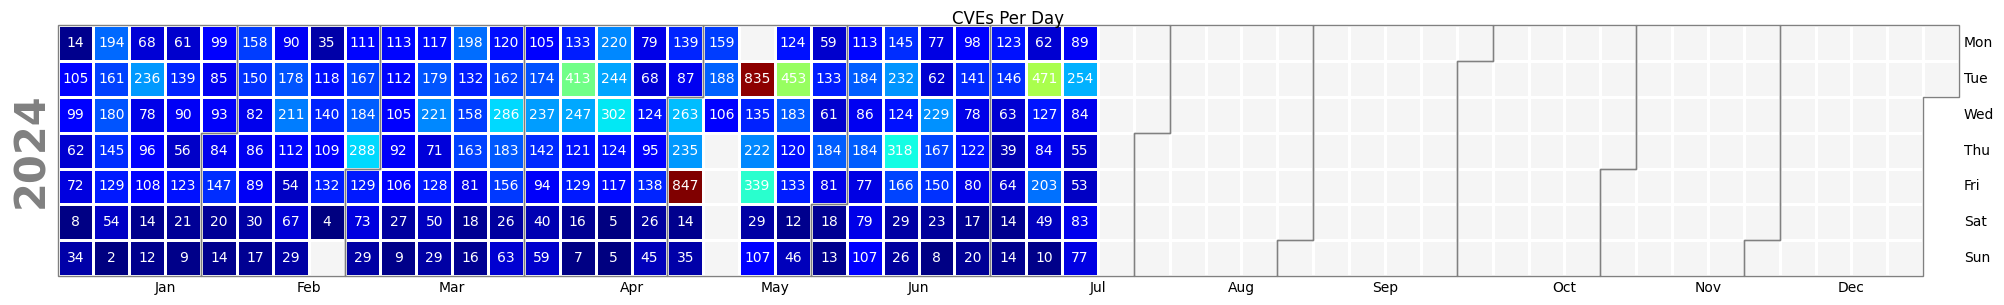 CVEs Per Day
2024
14 194 68 61 99 158 90 35 111 113 117 198 120 105 133 220 79 139 159 124 59 113 145 77 98 123 62 89 Mon
105 161 236 139 85 150 178 118 167 112 179 132 162 174 413 244 68 87 188 835 453 133 184 232 62 141 146 471 254 Tue
99 180 78 90 93 82 211 140 184 105 221 158 286 237 247 302 124 263 106 135 183 61 86 124 229 78 63 127 84 Wed
62 145 96 56 84 86 112 109 288 92 71 163 183 142 121 124 95 235 222 120 184 184 318 167 122 39 84 55 Thu
72 129 108 123 147 89 54 132 129 106 128 81 156 94 129 117 138 847 339 133 81 77 166 150 80 64 203 53 Fri
8 54 14 21 20 30 67 4 73 27 50 18 26 40 16 5 26 14 29 12 18 79 29 23 17 14 49 83 Sat
34 2 12 9 14 17 29 29 9 29 16 63 59 7 5 45 35 107 46 13 107 26 8 20 14 10 77 Sun
Jan Feb Mar Apr May Jun Jul Aug Sep Oct Nov Dec